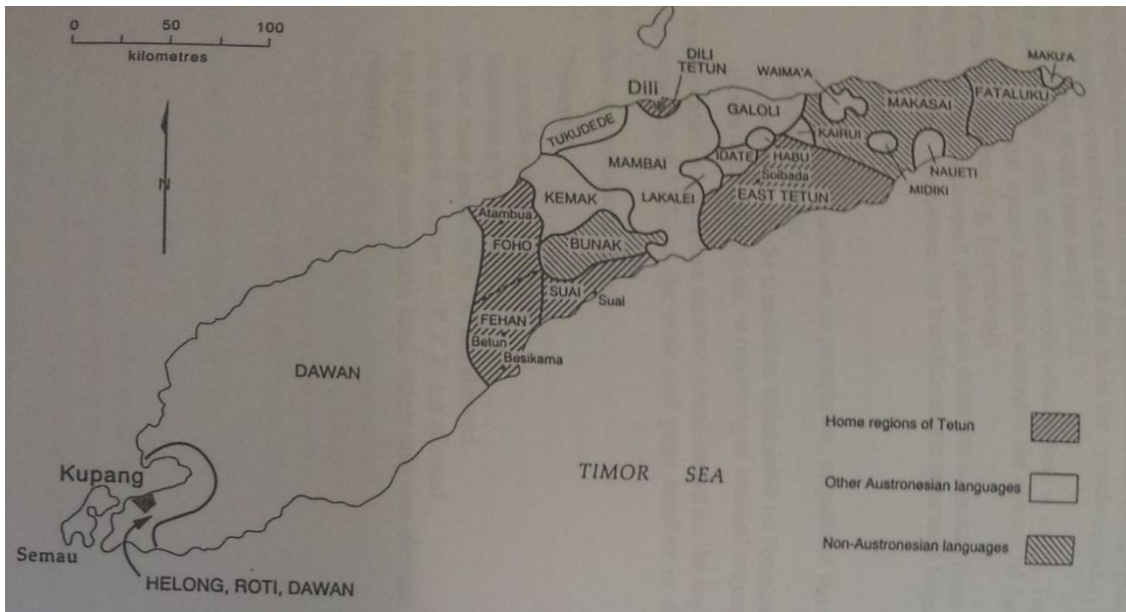 0 50 100
kilometres
N
DILI
TETUN
Dili
WAIMA'A
MAKU'A
TUKUDEDE
GALOLI
MAKASAI
FATALUKU
KAIRUI
MAMBAI
IDATE
HABU
NAUETI
MIDIKI
Soibada
LAKALEI
EAST TETUN
KEMAK
Atambua
FOHO
BUNAK
SUAI
Suai
FEHAN
Betun
Besikama
DAWAN
Home regions of Tetun
TIMOR SEA
Other Austronesian languages
Non-Austronesian languages
Kupang
Semau
HELONG, ROTI, DAWAN